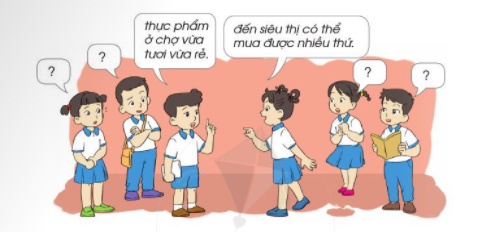 ?
?
thực phẩm
ở chợ vừa
tươi vừa rẻ.
đến siêu thị có thể
mua được nhiều thứ.
?
?